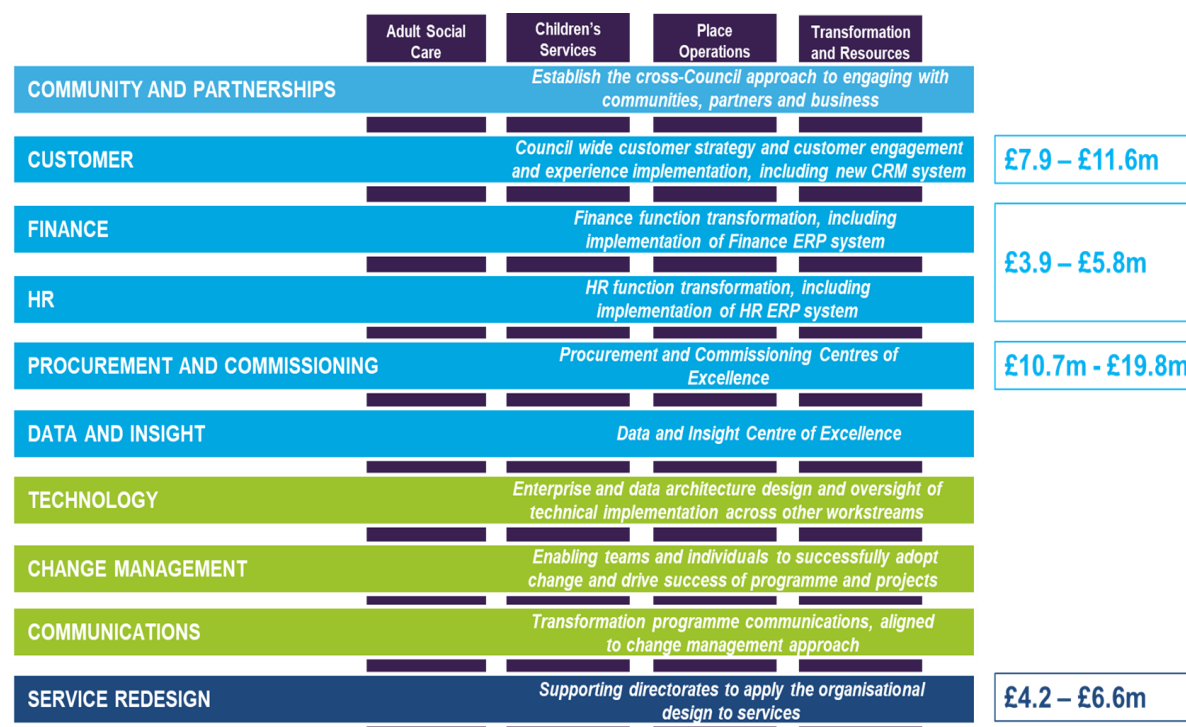 Adult Social
Care
Children's
Services
Place
Operations
Transformation
and Resources
COMMUNITY AND PARTNERSHIPS
Establish the cross-Council approach to engaging with
communities, partners and business
CUSTOMER
Council wide customer strategy and customer engagement
and experience implementation, including new CRM system
£7.9 – £11.6m
FINANCE
Finance function transformation, including
implementation of Finance ERP system
£3.9 – £5.8m
HR
HR function transformation, including
implementation of HR ERP system
PROCUREMENT AND COMMISSIONING
Procurement and Commissioning Centres of
Excellence
£10.7m - £19.8m
DATA AND INSIGHT
Data and Insight Centre of Excellence
TECHNOLOGY
Enterprise and data architecture design and oversight of
technical implementation across other workstreams
CHANGE MANAGEMENT
Enabling teams and individuals to successfully adopt
change and drive success of programme and projects
COMMUNICATIONS
Transformation programme communications, aligned
to change management approach
SERVICE REDESIGN
Supporting directorates to apply the organisational
design to services
£4.2 – £6.6m